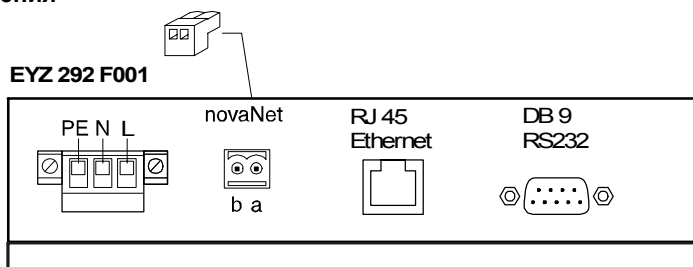 EYZ 292 F001
PE N L
novaNet
b a
RJ 45
Ethernet
DB 9
RS232